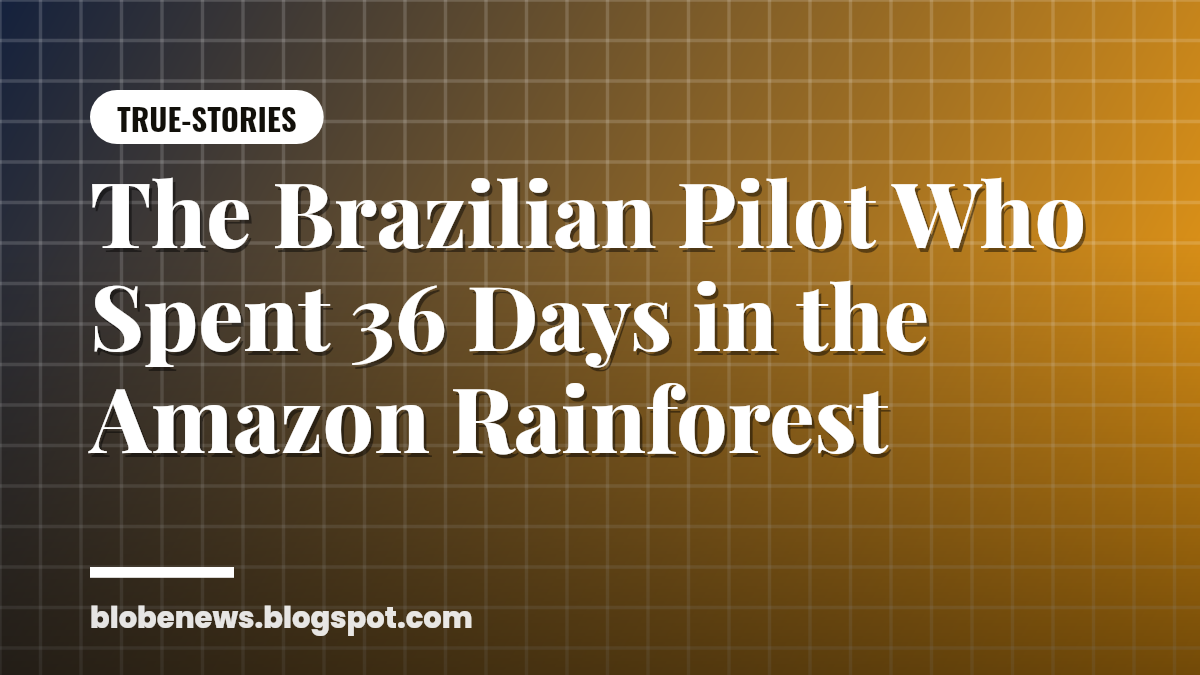 TRUE-STORIES
The Brazilian Pilot Who
Spent 36 Days in the
Amazon Rainforest
blobenews.blogspot.com